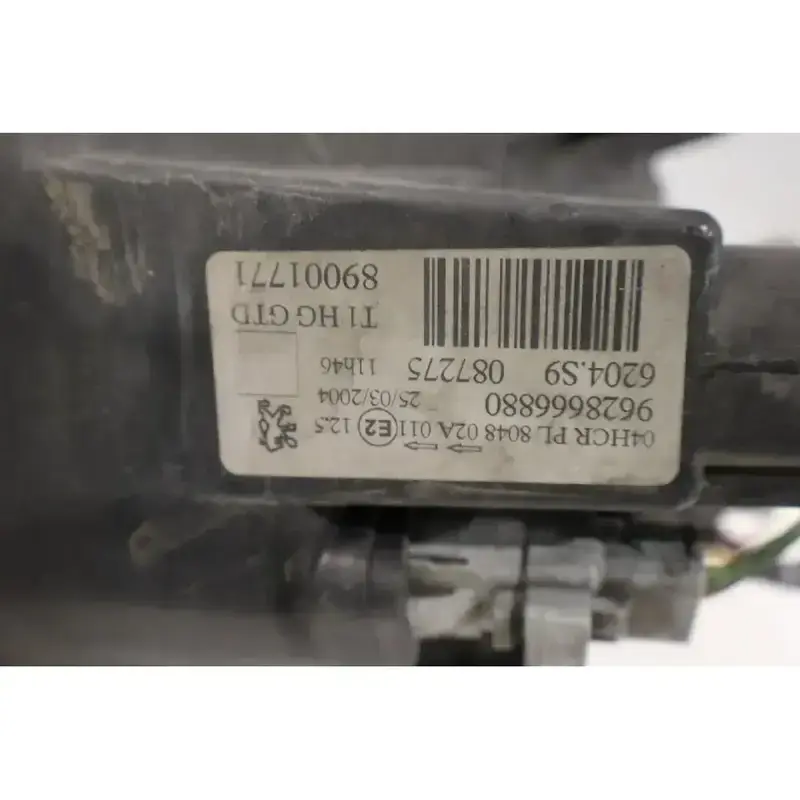 04HCR PL 8048 02A 011 E2 12.5
9628666880 25/03/2004
6204.S9 087275 11h46
T1 HG GTD
89001771